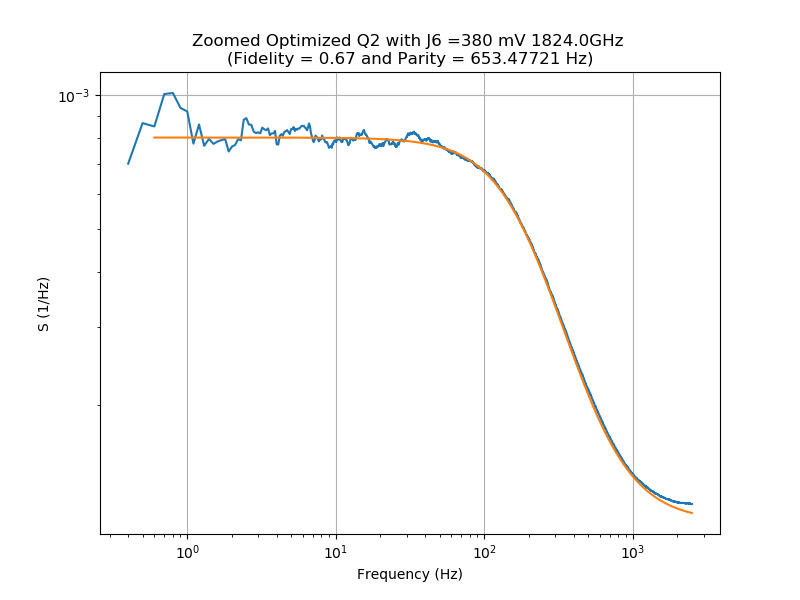 Zoomed Optimized Q2 with J6 =380 mV 1824.0GHz
(Fidelity = 0.67 and Parity = 653.47721 Hz)
10⁻³
S (1/Hz)
10⁰ 10¹ 10² 10³
Frequency (Hz)